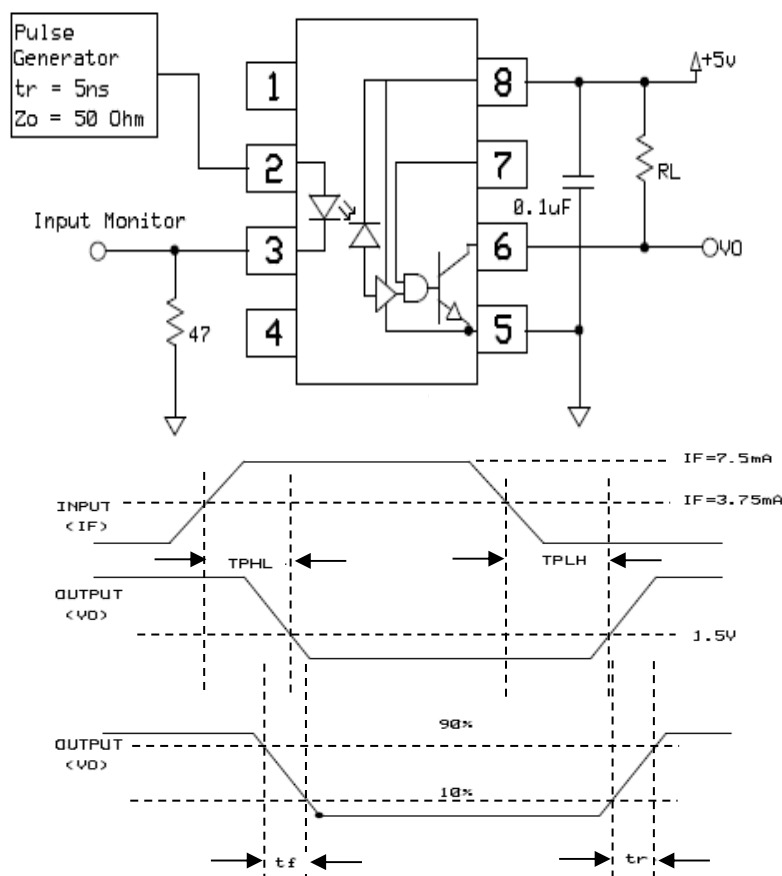 Pulse
Generator
tr = 5ns
Zo = 50 Ohm
1
8
+5v
2
7
RL
0.1uF
Input Monitor
3
6
VO
4
5
47
IF=7.5mA
INPUT
(IF)
IF=3.75mA
TPHL
TPLH
OUTPUT
(VO)
1.5V
90%
OUTPUT
(VO)
10%
tf
tr